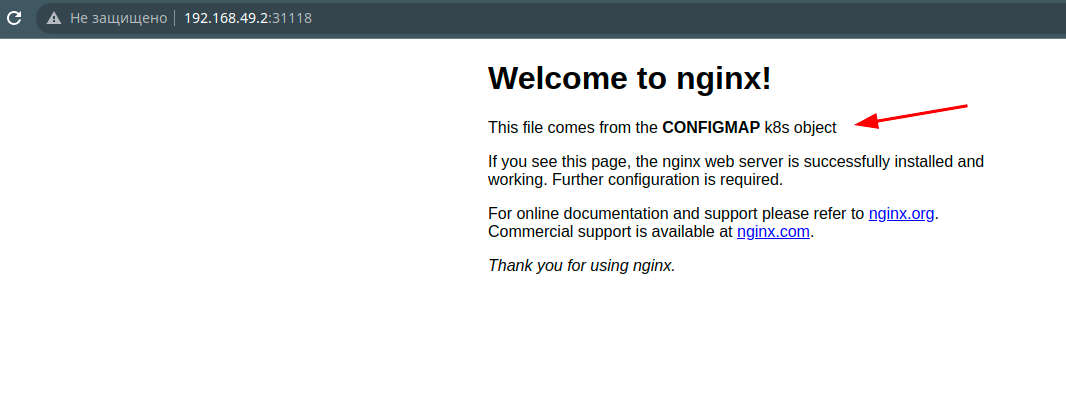 Не защищено 192.168.49.2:31118
Welcome to nginx!
This file comes from the CONFIGMAP k8s object
If you see this page, the nginx web server is successfully installed and
working. Further configuration is required.
For online documentation and support please refer to nginx.org.
Commercial support is available at nginx.com.
Thank you for using nginx.